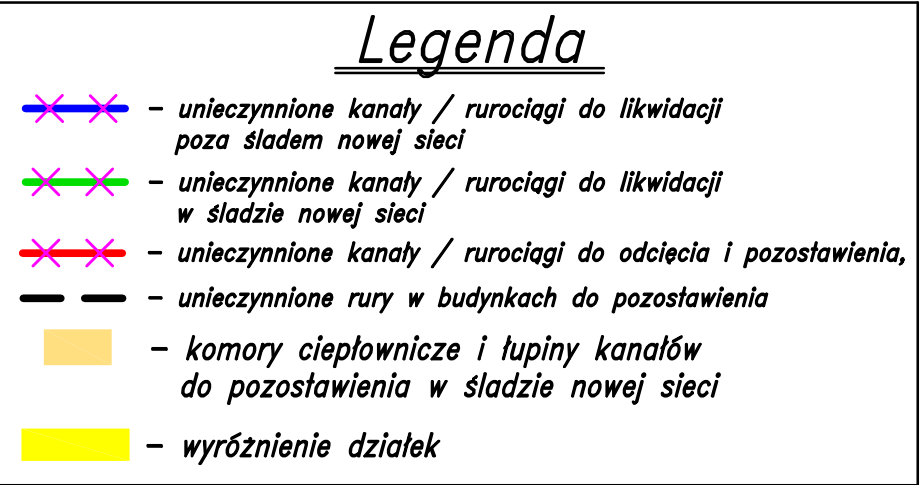 Legenda
- unieczynnione kanały / rurociągi do likwidacji
poza śladem nowej sieci
- unieczynnione kanały / rurociągi do likwidacji
w śladzie nowej sieci
- unieczynnione kanały / rurociągi do odcięcia i pozostawienia,
- unieczynnione rury w budynkach do pozostawienia
- komory ciepłownicze i łupiny kanałów
do pozostawienia w śladzie nowej sieci
- wyróżnienie działek